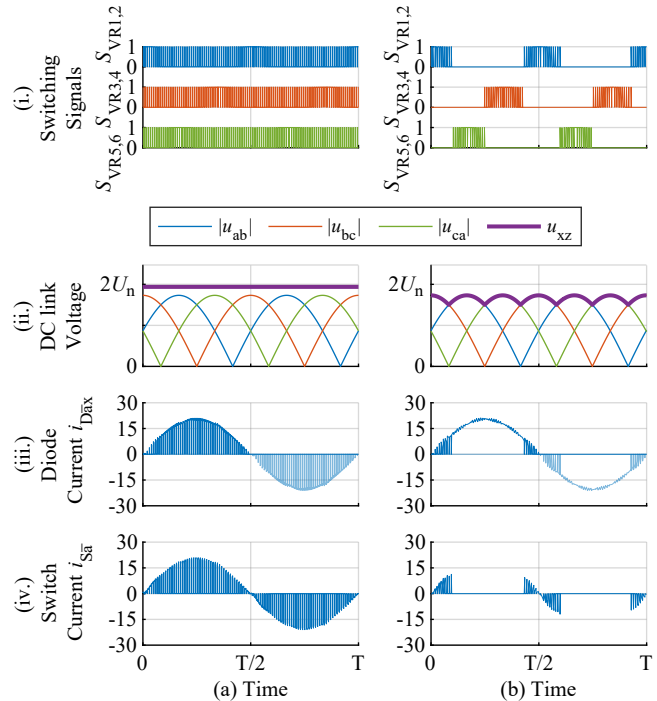 (i.)
Switching
Signals
S_VR1,2
1
0
S_VR3,4
1
0
S_VR5,6
1
0
S_VR1,2
1
0
S_VR3,4
1
0
S_VR5,6
1
0
|u_ab| |u_bc| |u_ca| u_xz
(ii.)
DC link
Voltage
2U_n
0
2U_n
0
(iii.)
Diode
Current i_Dāx
30
15
0
-15
-30
30
15
0
-15
-30
(iv.)
Switch
Current i_Sā
30
15
0
-15
-30
30
15
0
-15
-30
0 T/2 T
0 T/2 T
(a) Time
(b) Time